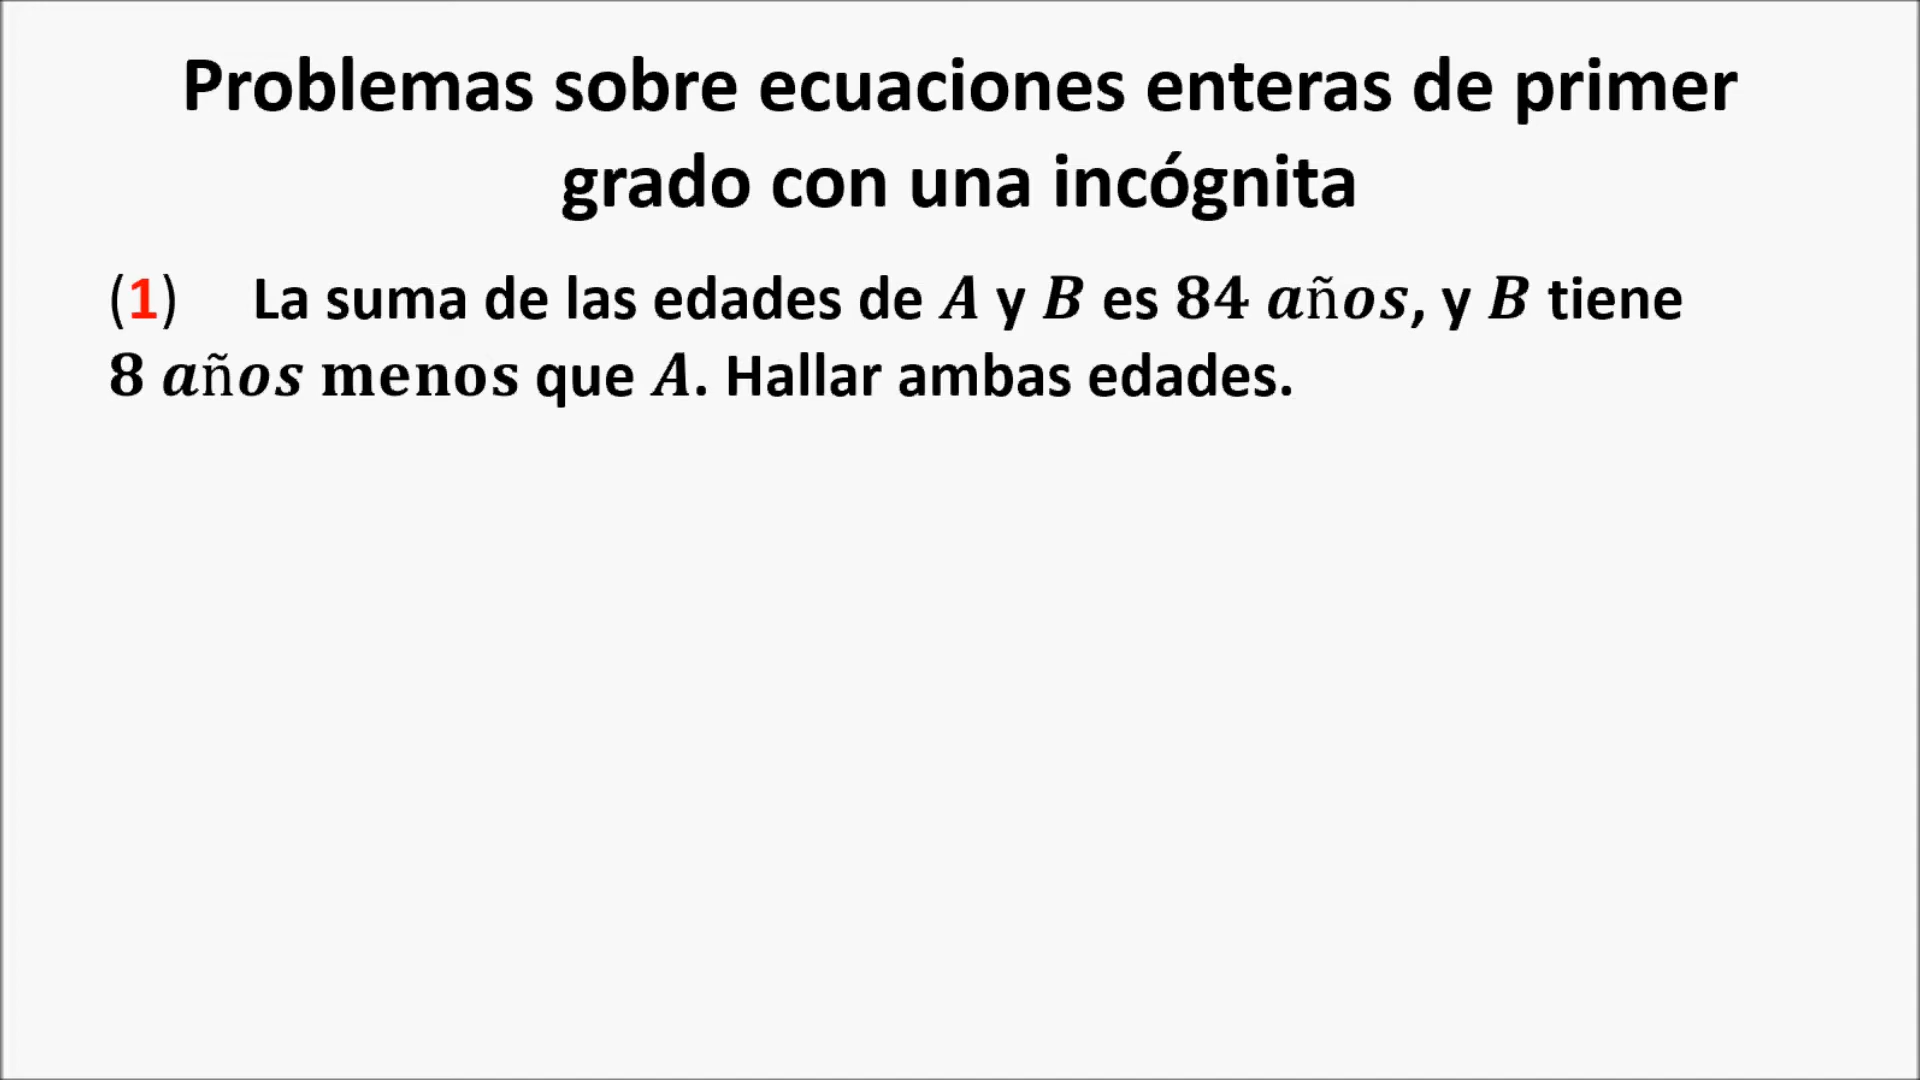 Problemas sobre ecuaciones enteras de primer
grado con una incógnita
(1) La suma de las edades de A y B es 84 años, y B tiene
8 años menos que A. Hallar ambas edades.